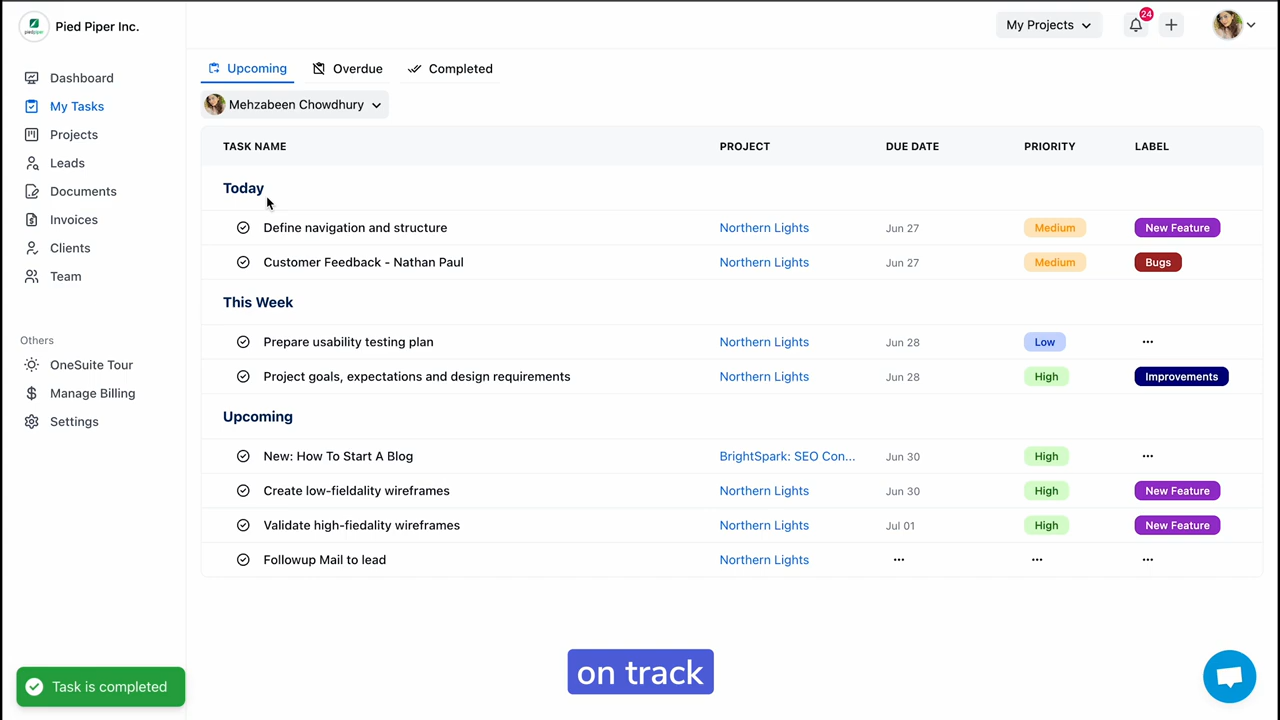 Pied Piper Inc.
My Projects
24
Dashboard
My Tasks
Projects
Leads
Documents
Invoices
Clients
Team
Others
OneSuite Tour
Manage Billing
Settings
Upcoming Overdue Completed
Mehzabeen Chowdhury
TASK NAME PROJECT DUE DATE PRIORITY LABEL
Today
Define navigation and structure Northern Lights Jun 27 Medium New Feature
Customer Feedback - Nathan Paul Northern Lights Jun 27 Medium Bugs
This Week
Prepare usability testing plan Northern Lights Jun 28 Low ...
Project goals, expectations and design requirements Northern Lights Jun 28 High Improvements
Upcoming
New: How To Start A Blog BrightSpark: SEO Con... Jun 30 High ...
Create low-fieldality wireframes Northern Lights Jun 30 High New Feature
Validate high-fiedality wireframes Northern Lights Jul 01 High New Feature
Followup Mail to lead Northern Lights ... ... ...
on track
Task is completed